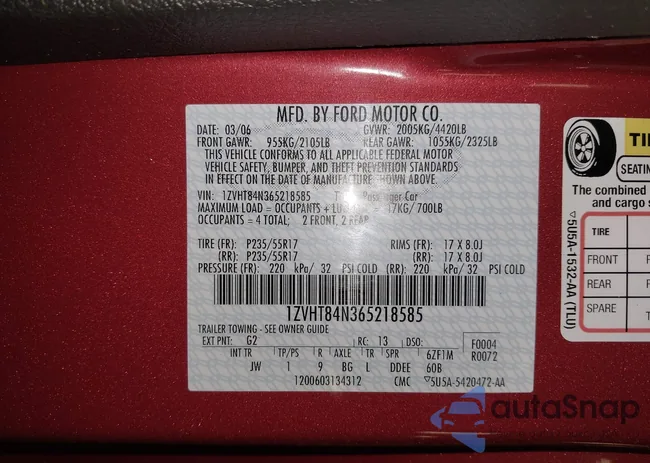 MFD. BY FORD MOTOR CO.
DATE: 03/06 GVWR: 2005KG/4420LB
FRONT GAWR: 955KG/2105LB REAR GAWR: 1055KG/2325LB
THIS VEHICLE CONFORMS TO ALL APPLICABLE FEDERAL MOTOR
VEHICLE SAFETY, BUMPER, AND THEFT PREVENTION STANDARDS
IN EFFECT ON THE DATE OF MANUFACTURE SHOWN ABOVE.
VIN: 1ZVHT84N365218585 Passenger Car
MAXIMUM LOAD = OCCUPANTS + 17KG/700LB
OCCUPANTS = 4 TOTAL; 2 FRONT, 2 REAR
TIRE (FR): P235/55R17 RIMS (FR): 17 X 8.0J
(RR): P235/55R17 (RR): 17 X 8.0J
PRESSURE (FR): 220 kPa/ 32 PSI COLD (RR): 220 kPa/ 32 PSI COLD
1ZVHT84N365218585
TRAILER TOWING - SEE OWNER GUIDE
EXT PNT: G2 RC: 13 DSO: F0004
INT TR TP/PS R AXLE TR SPR 6ZF1M R0072
JW 1 9 BG L DDEE 60B
1200603134312 CMC ▽5U5A-5420472-AA
▽5U5A-1532-AA (TLU)
TI
SEATIN
The combined
and cargo s
TIRE
FRONT
REAR
SPARE
autoSnap